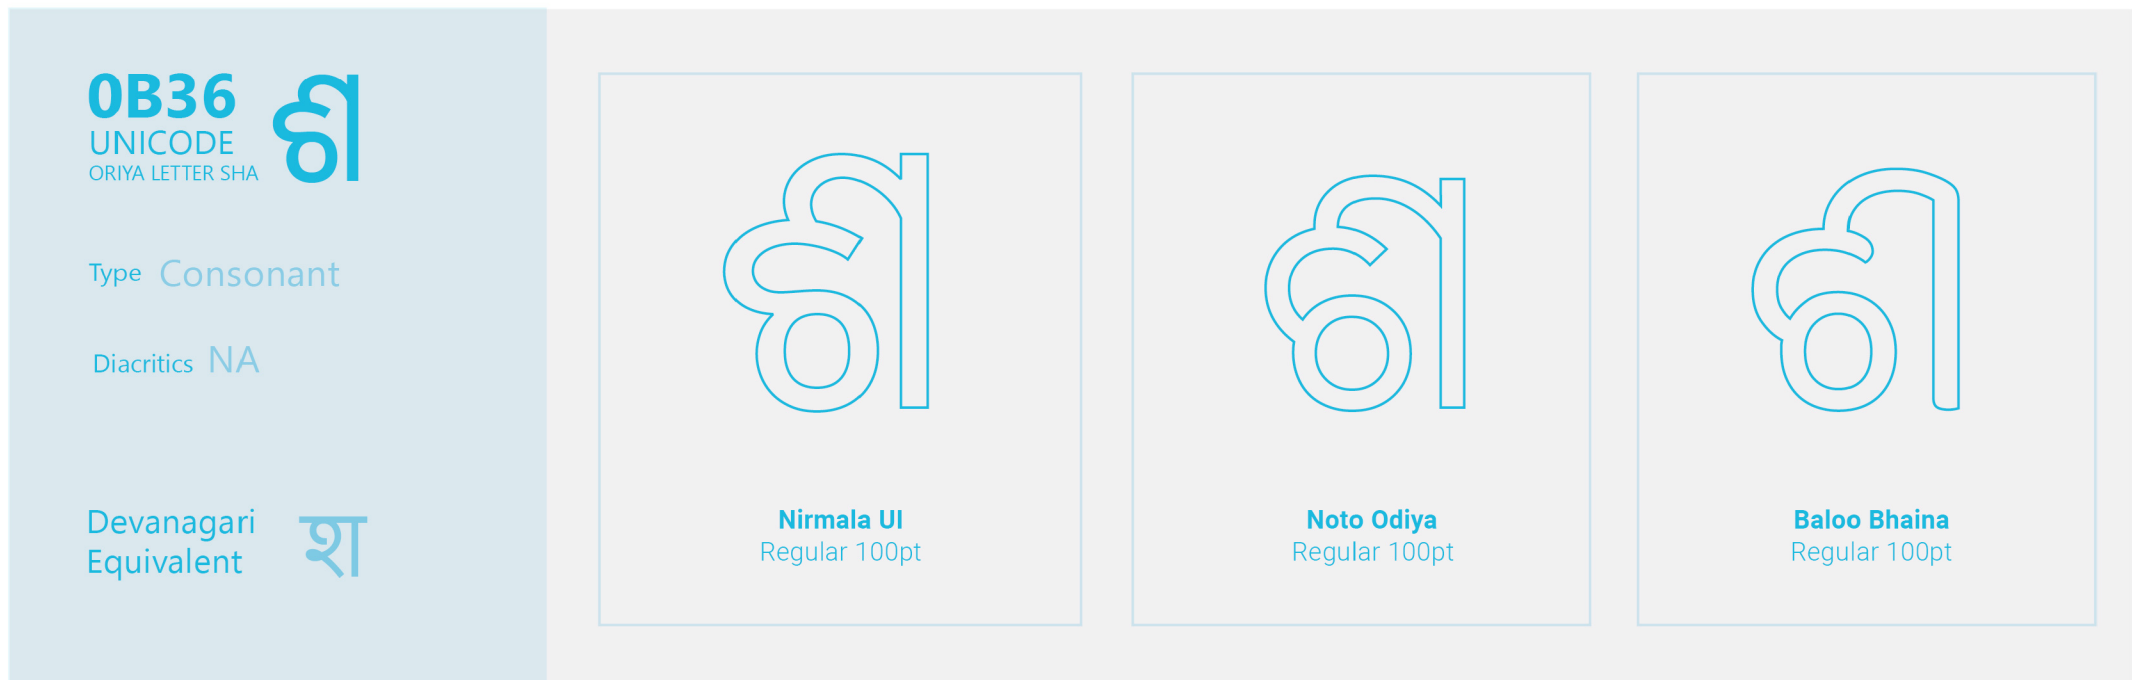 0B36 ଶ
UNICODE
ORIYA LETTER SHA
Type Consonant
Diacritics NA
Devanagari
Equivalent श
ଶ
Nirmala UI
Regular 100pt
ଶ
Noto Odiya
Regular 100pt
ଶ
Baloo Bhaina
Regular 100pt